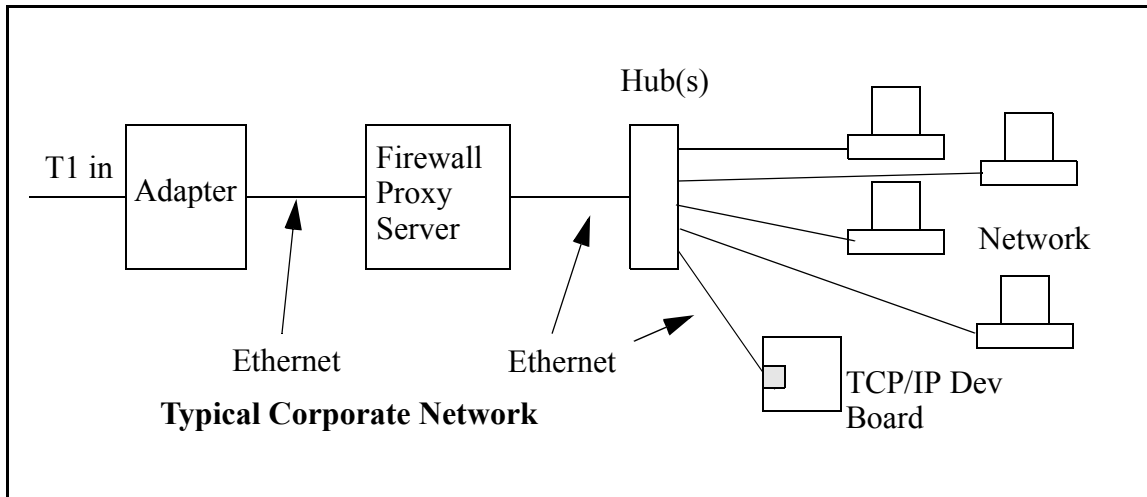 Hub(s)
T1 in
Adapter
Firewall
Proxy
Server
Network
Ethernet
Ethernet
TCP/IP Dev
Board
Typical Corporate Network